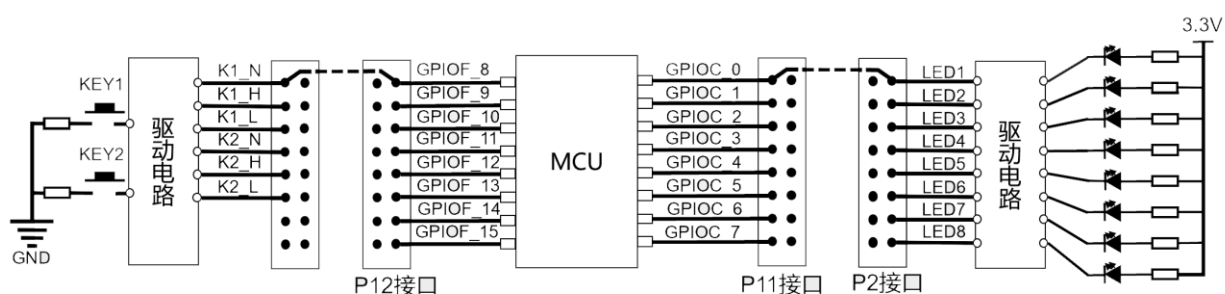 3.3V
KEY1
KEY2
GND
驱动电路
K1_N
K1_H
K1_L
K2_N
K2_H
K2_L
P12接口
GPIOF_8
GPIOF_9
GPIOF_10
GPIOF_11
GPIOF_12
GPIOF_13
GPIOF_14
GPIOF_15
MCU
GPIOC_0
GPIOC_1
GPIOC_2
GPIOC_3
GPIOC_4
GPIOC_5
GPIOC_6
GPIOC_7
P11接口
P2接口
LED1
LED2
LED3
LED4
LED5
LED6
LED7
LED8
驱动电路